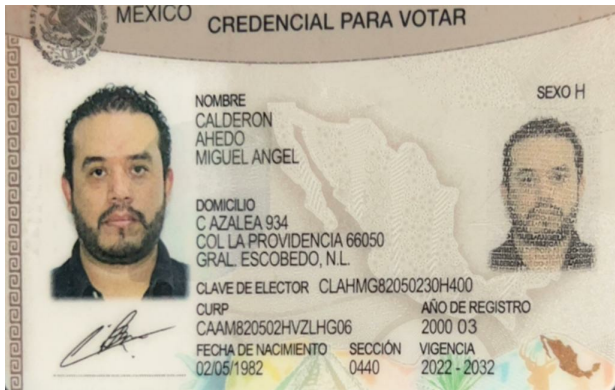 MÉXICO
CREDENCIAL PARA VOTAR
SEXO H
NOMBRE
CALDERON
AHEDO
MIGUEL ANGEL
DOMICILIO
C AZALEA 934
COL LA PROVIDENCIA 66050
GRAL. ESCOBEDO, N.L.
CLAVE DE ELECTOR CLAHMG82050230H400
CURP
CAAM820502HVZLHG06
AÑO DE REGISTRO
2000 03
FECHA DE NACIMIENTO
02/05/1982
SECCIÓN
0440
VIGENCIA
2022 - 2032